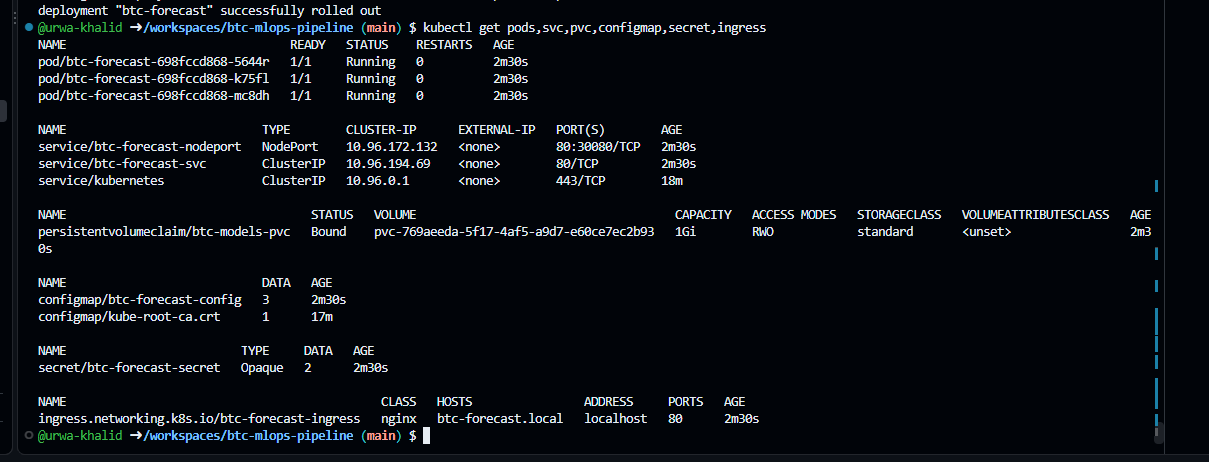 deployment "btc-forecast" successfully rolled out
@urwa-khalid ➜/workspaces/btc-mlops-pipeline (main) $ kubectl get pods,svc,pvc,configmap,secret,ingress
NAME READY STATUS RESTARTS AGE
pod/btc-forecast-698fccd868-5644r 1/1 Running 0 2m30s
pod/btc-forecast-698fccd868-k75fl 1/1 Running 0 2m30s
pod/btc-forecast-698fccd868-mc8dh 1/1 Running 0 2m30s
NAME TYPE CLUSTER-IP EXTERNAL-IP PORT(S) AGE
service/btc-forecast-nodeport NodePort 10.96.172.132 <none> 80:30080/TCP 2m30s
service/btc-forecast-svc ClusterIP 10.96.194.69 <none> 80/TCP 2m30s
service/kubernetes ClusterIP 10.96.0.1 <none> 443/TCP 18m
NAME STATUS VOLUME CAPACITY ACCESS MODES STORAGECLASS VOLUMEATTRIBUTESCLASS AGE
persistentvolumeclaim/btc-models-pvc Bound pvc-769aeeda-5f17-4af5-a9d7-e60ce7ec2b93 1Gi RWO standard <unset> 2m3
0s
NAME DATA AGE
configmap/btc-forecast-config 3 2m30s
configmap/kube-root-ca.crt 1 17m
NAME TYPE DATA AGE
secret/btc-forecast-secret Opaque 2 2m30s
NAME CLASS HOSTS ADDRESS PORTS AGE
ingress.networking.k8s.io/btc-forecast-ingress nginx btc-forecast.local localhost 80 2m30s
@urwa-khalid ➜/workspaces/btc-mlops-pipeline (main) $